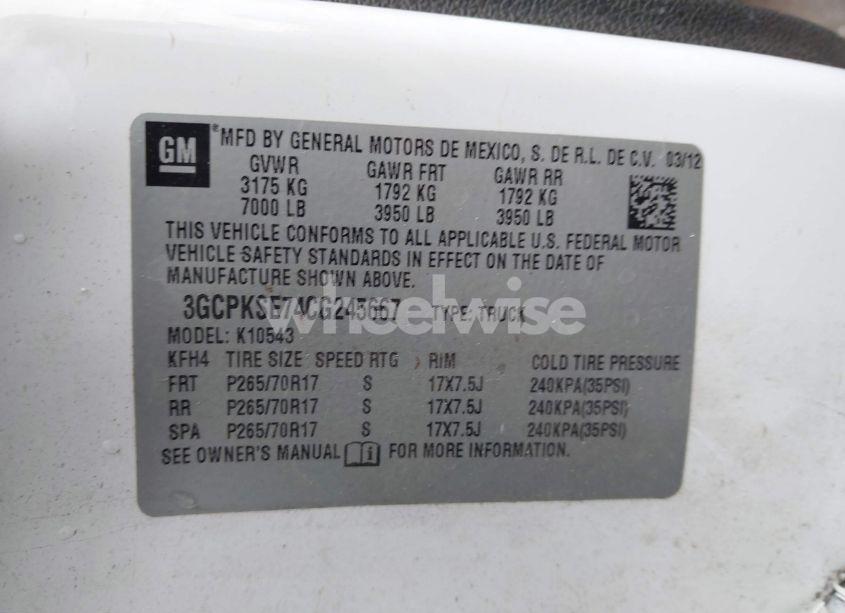 GM
®MFD BY GENERAL MOTORS DE MEXICO, S. DE R.L. DE C.V. 03/12
GVWR GAWR FRT GAWR RR
3175 KG 1792 KG 1792 KG
7000 LB 3950 LB 3950 LB
THIS VEHICLE CONFORMS TO ALL APPLICABLE U.S. FEDERAL MOTOR
VEHICLE SAFETY STANDARDS IN EFFECT ON THE DATE OF
MANUFACTURE SHOWN ABOVE.
3GCPKSE74CG245667 TYPE: TRUCK
wheelwise
MODEL: K10543
KFH4 TIRE SIZE SPEED RTG RIM COLD TIRE PRESSURE
FRT P265/70R17 S 17X7.5J 240KPA(35PSI)
RR P265/70R17 S 17X7.5J 240KPA(35PSI)
SPA P265/70R17 S 17X7.5J 240KPA(35PSI)
SEE OWNER'S MANUAL FOR MORE INFORMATION.